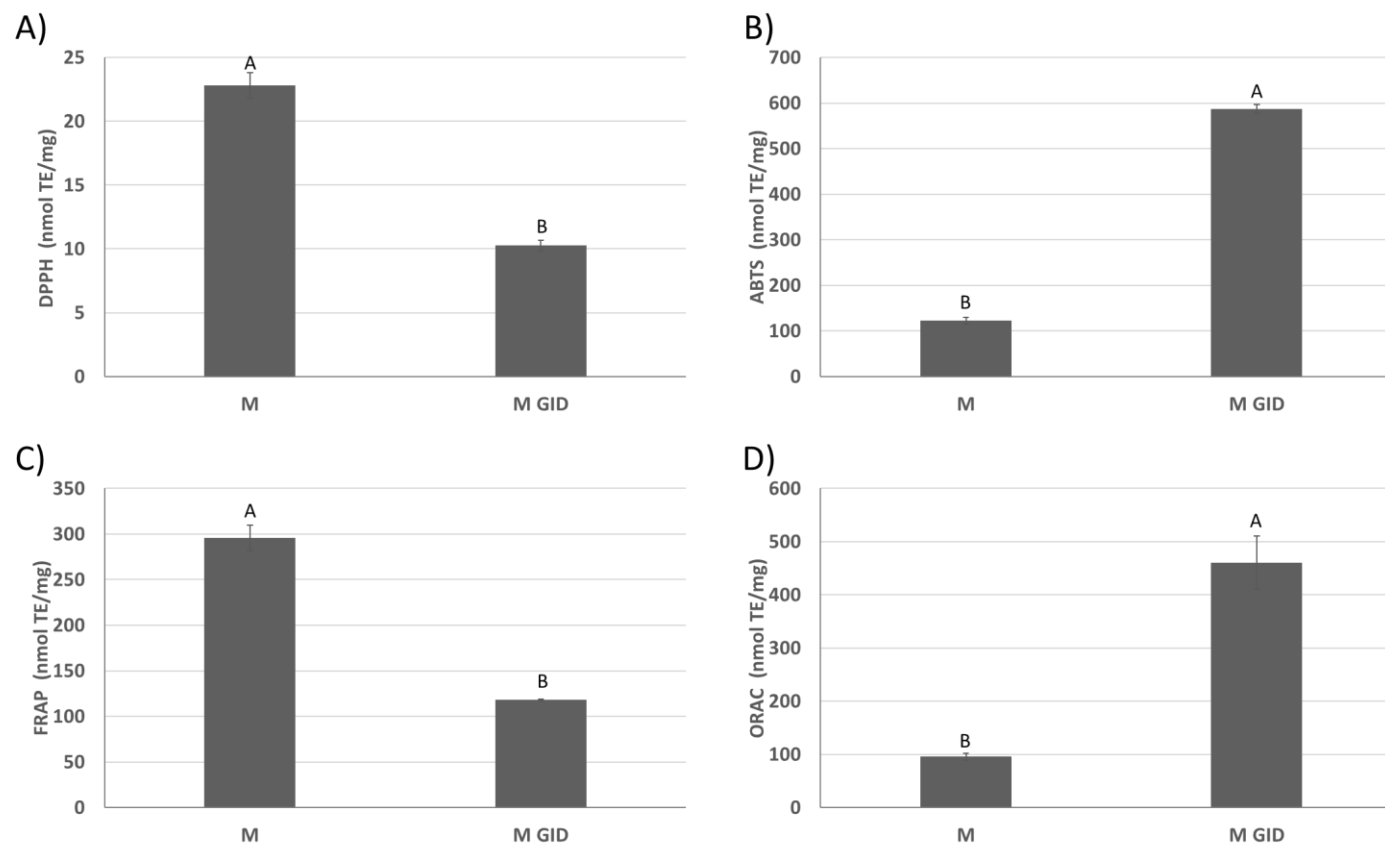 A)
DPPH (nmol TE/mg)
25
20
15
10
5
0
A
B
M
M GID
B)
ABTS (nmol TE/mg)
700
600
500
400
300
200
100
0
B
A
M
M GID
C)
FRAP (nmol TE/mg)
350
300
250
200
150
100
50
0
A
B
M
M GID
D)
ORAC (nmol TE/mg)
600
500
400
300
200
100
0
B
A
M
M GID